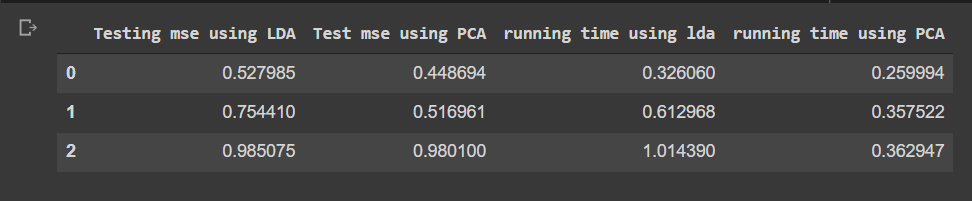 Testing mse using LDA Test mse using PCA running time using lda running time using PCA
0 0.527985 0.448694 0.326060 0.259994
1 0.754410 0.516961 0.612968 0.357522
2 0.985075 0.980100 1.014390 0.362947